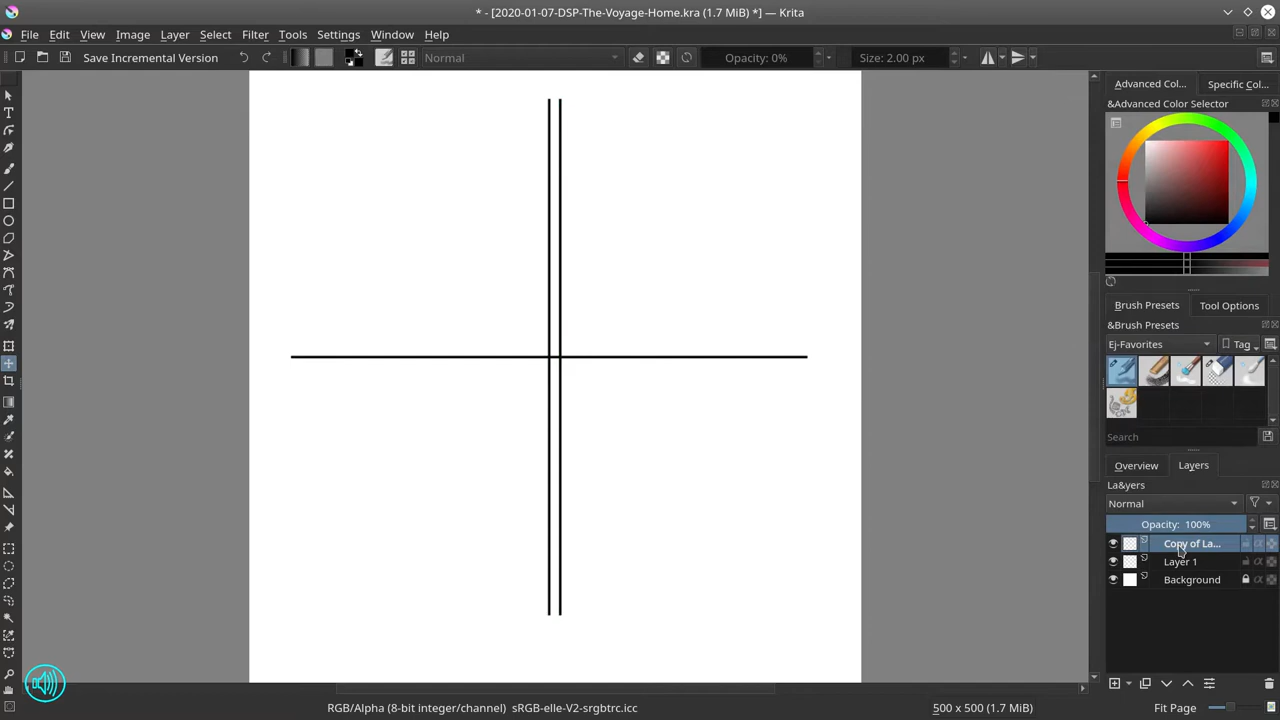 * - [2020-01-07-DSP-The-Voyage-Home.kra (1.7 MiB) *] — Krita
File Edit View Image Layer Select Filter Tools Settings Window Help
Save Incremental Version Normal Opacity: 0% Size: 2.00 px
Advanced Col... Specific Col...
&Advanced Color Selector
Brush Presets Tool Options
&Brush Presets
Ej-Favorites Tag
Search
Overview Layers
La&yers
Normal
Opacity: 100%
Copy of La...
Layer 1
Background
RGB/Alpha (8-bit integer/channel) sRGB-elle-V2-srgbtrc.icc 500 x 500 (1.7 MiB) Fit Page